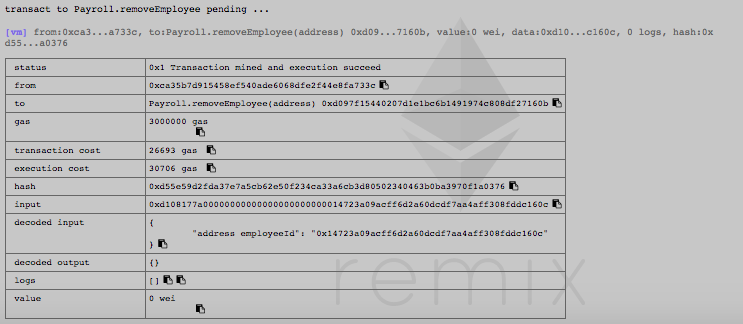 transact to Payroll.removeEmployee pending ...
[vm] from:0xca3...a733c, to:Payroll.removeEmployee(address) 0xd09...7160b, value:0 wei, data:0xd10...c160c, 0 logs, hash:0x
d55...a0376
status 0x1 Transaction mined and execution succeed
from 0xca35b7d915458ef540ade6068dfe2f44e8fa733c
to Payroll.removeEmployee(address) 0xd097f15440207d1e1bc6b1491974c808df27160b
gas 3000000 gas
transaction cost 26693 gas
execution cost 30706 gas
hash 0xd55e59d2fda37e7a5cb62e50f234ca33a6cb3d80502340463b0ba3970f1a0376
input 0xd108177a00000000000000000000000014723a09acff6d2a60dcdf7aa4aff308fddc160c
decoded input {
"address employeeId": "0x14723a09acff6d2a60dcdf7aa4aff308fddc160c"
}
decoded output {}
logs []
value 0 wei
remix